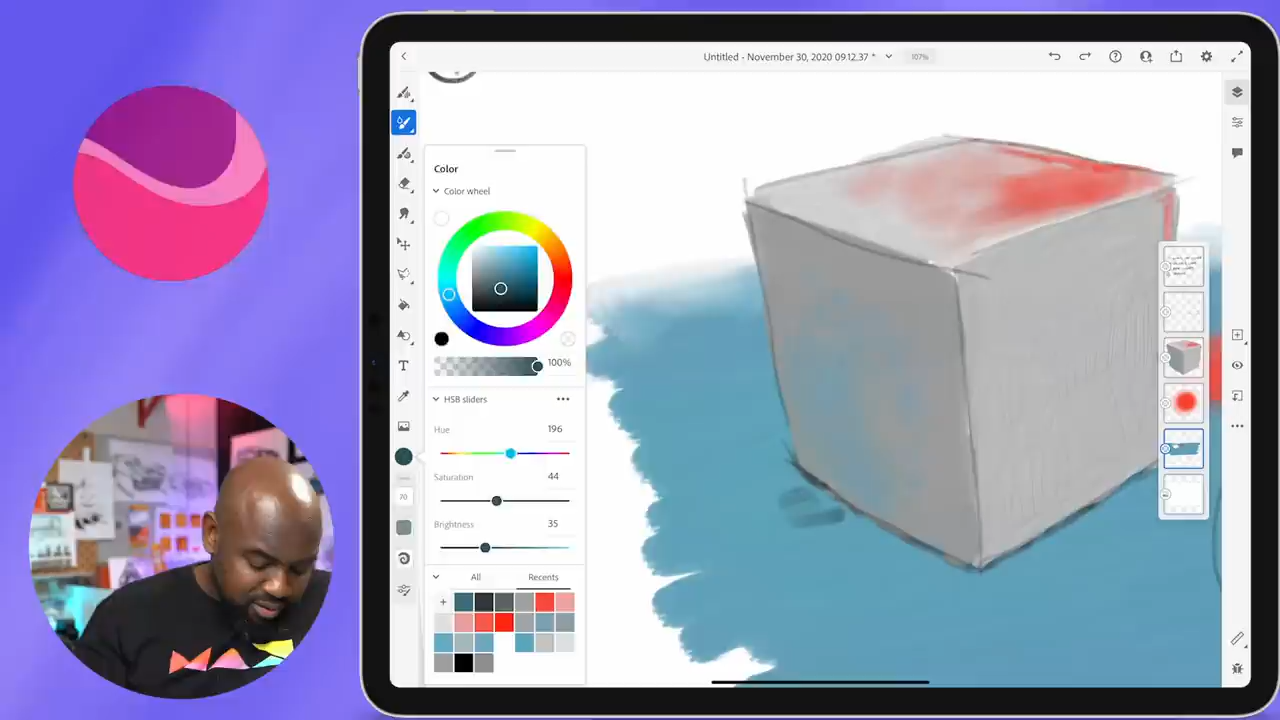 Untitled - November 30, 2020 09.12.37 *
107%
Color
Color wheel
100%
HSB sliders
Hue
196
Saturation
44
Brightness
35
All
Recents
T
70